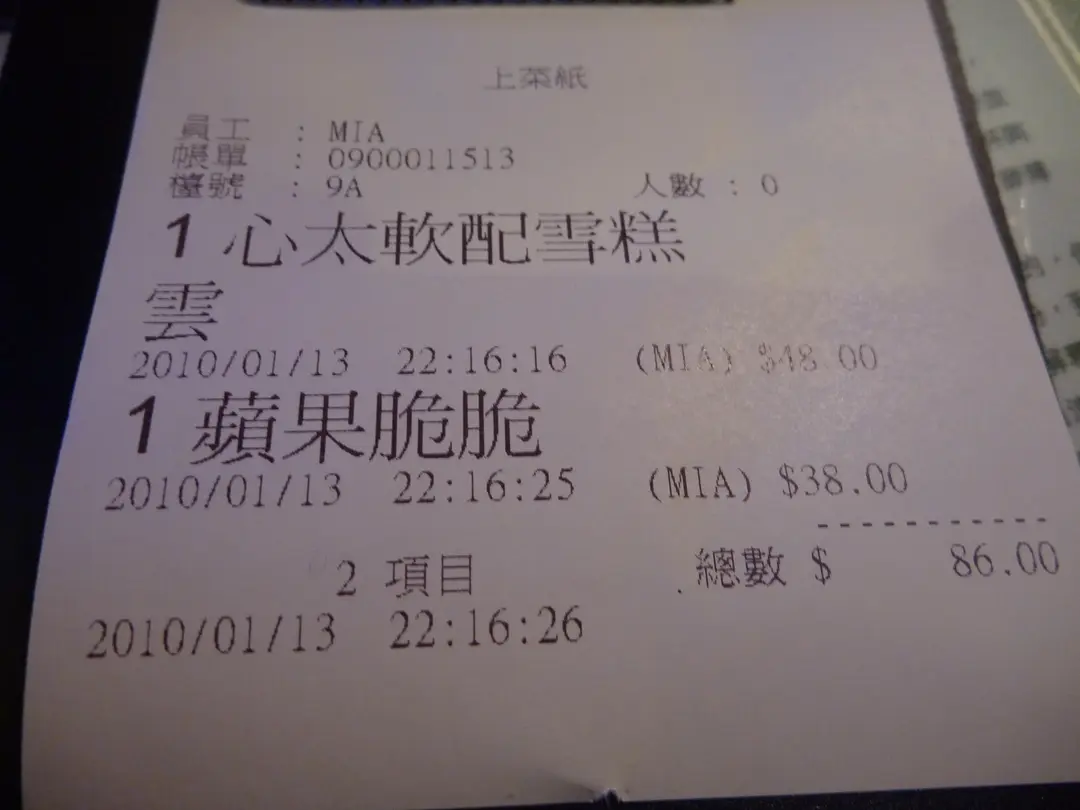 上菜紙
員工 : MIA
帳單 : 0900011513
檯號 : 9A 人數 : 0
1 心太軟配雪糕
雲
2010/01/13 22:16:16 (MIA) $48.00
1 蘋果脆脆
2010/01/13 22:16:25 (MIA) $38.00
-----------
2 項目 總數 $ 86.00
2010/01/13 22:16:26